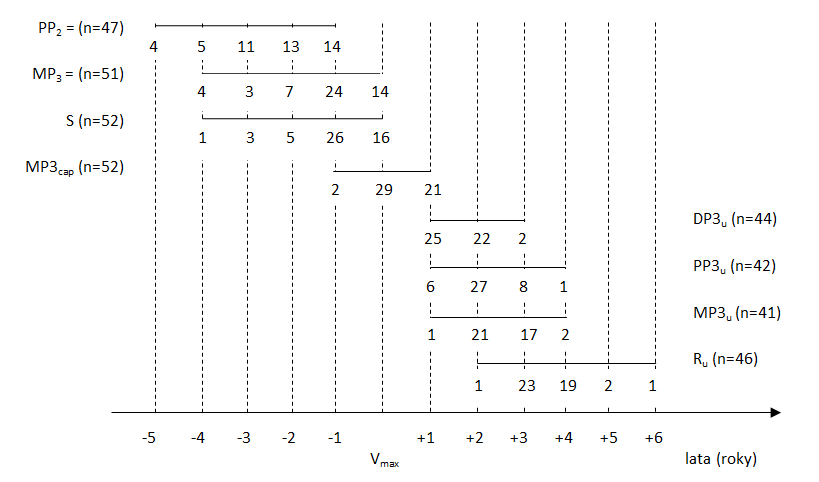 PP2 = (n=47)
4 5 11 13 14
MP3 = (n=51)
4 3 7 24 14
S (n=52)
1 3 5 26 16
MP3cap (n=52)
2 29 21
DP3u (n=44)
25 22 2
PP3u (n=42)
6 27 8 1
MP3u (n=41)
1 21 17 2
Ru (n=46)
1 23 19 2 1
-5 -4 -3 -2 -1 +1 +2 +3 +4 +5 +6
Vmax lata (roky)